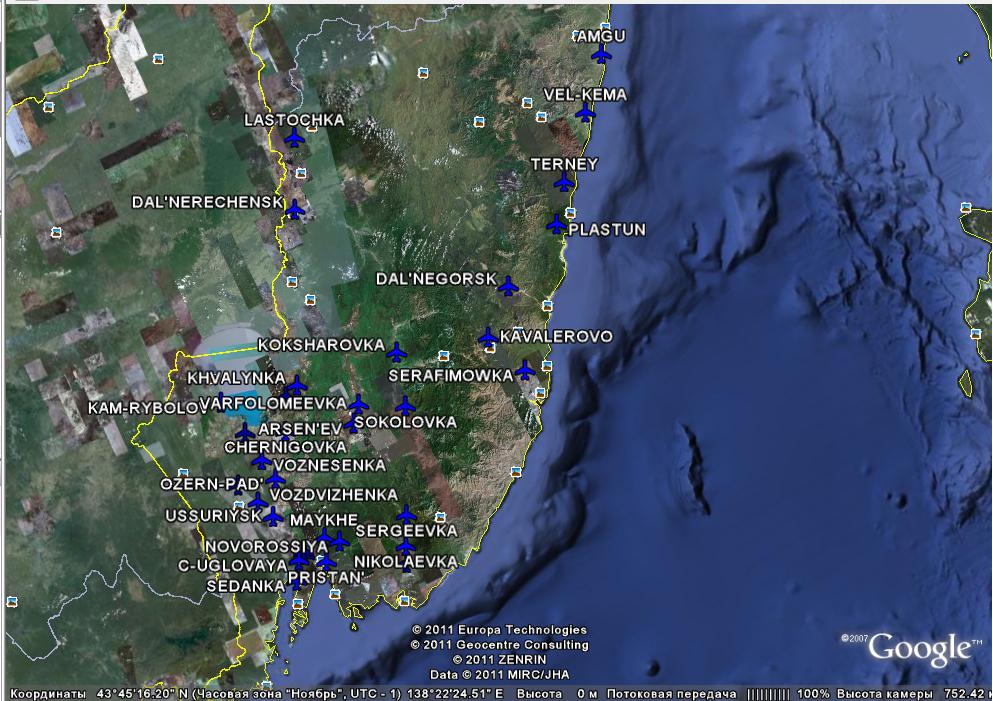 AMGU
VEL-KEMA
LASTOCHKA
TERNEY
DAL'NERECHENSK
PLASTUN
DAL'NEGORSK
KAVALEROVO
KOKSHAROVKA
SERAFIMOWKA
KHVALYNKA
KAM-RYBOLOV
VARFOLOMEEVKA
SOKOLOVKA
ARSEN'EV
CHERNIGOVKA
VOZNESENKA
OZERN-PAD'
VOZDVIZHENKA
USSURIYSK
MAYKHE
SERGEEVKA
NOVOROSSIYA
C-UGLOVAYA
NIKOLAEVKA
PRISTAN'
SEDANKA
© 2011 Europa Technologies
© 2011 Geocentre Consulting
© 2011 ZENRIN
Data © 2011 MIRC/JHA
©2007 Google™
Координаты 43°45'16.20" N (Часовая зона "Ноябрь", UTC - 1) 138°22'24.51" E Высота 0 м Потоковая передача ||||||||| 100% Высота камеры 752.42 к